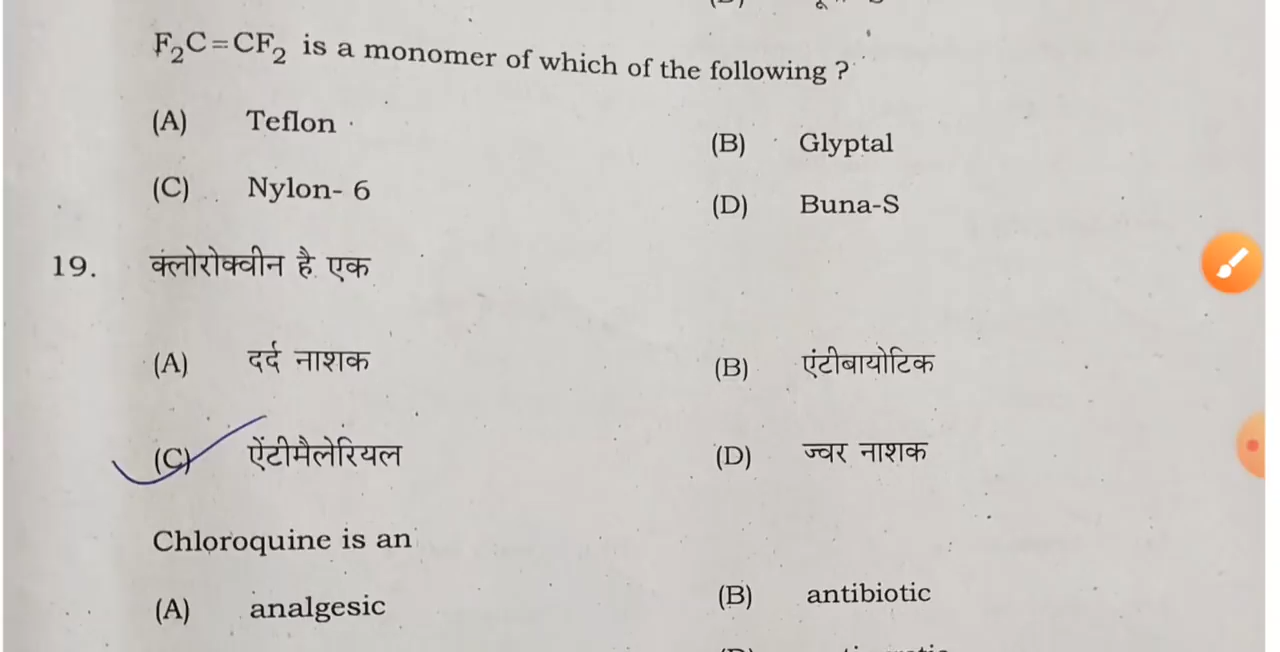 F₂C=CF₂ is a monomer of which of the following ?
(A) Teflon
(B) Glyptal
(C) Nylon- 6
(D) Buna-S
19. क्लोरोक्वीन है एक
(A) दर्द नाशक
(B) एंटीबायोटिक
(C) ऐंटीमैलेरियल
(D) ज्वर नाशक
Chloroquine is an
(A) analgesic
(B) antibiotic